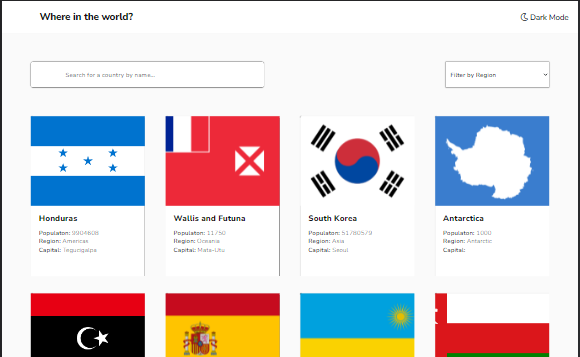 Where in the world?
Dark Mode
Search for a country by name...
Filter by Region
Honduras
Populaton: 9904608
Region: Americas
Capital: Tegucigalpa
Wallis and Futuna
Populaton: 11750
Region: Oceania
Capital: Mata-Utu
South Korea
Populaton: 51780579
Region: Asia
Capital: Seoul
Antarctica
Populaton: 1000
Region: Antarctic
Capital: